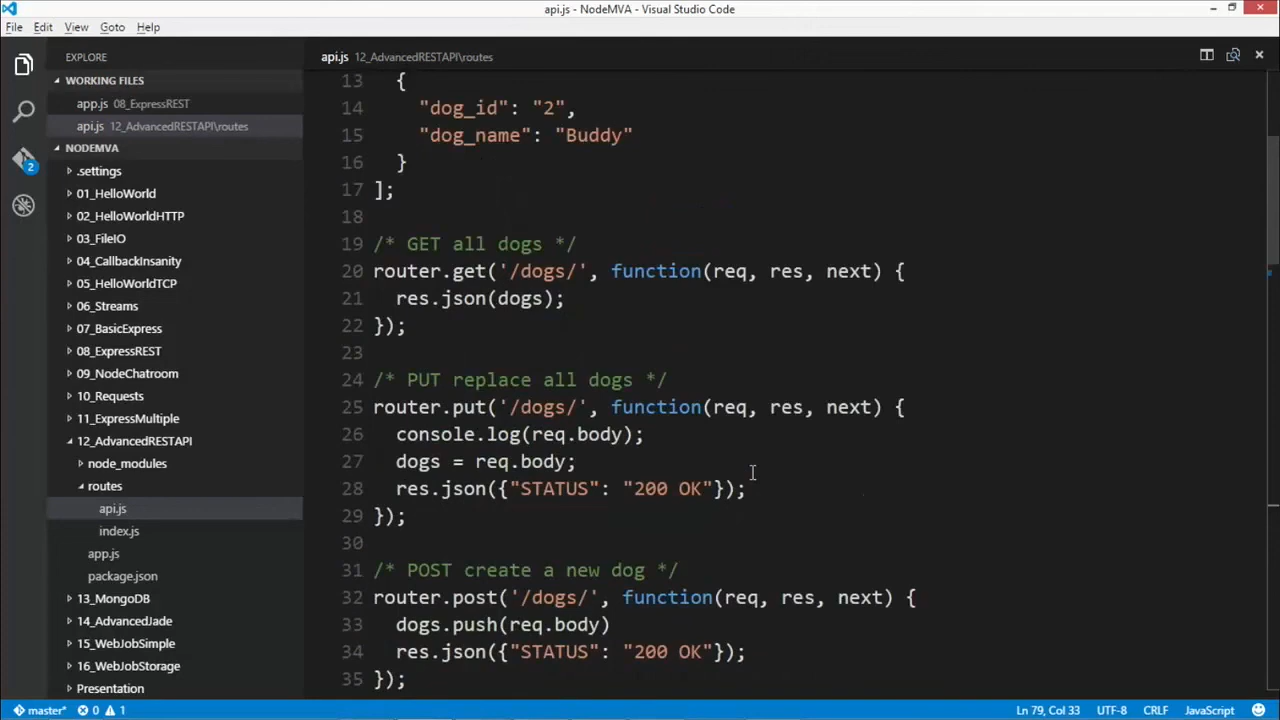 api.js - NodeMVA - Visual Studio Code
File Edit View Goto Help
EXPLORE
WORKING FILES
app.js 08_ExpressREST
api.js 12_AdvancedRESTAPI\routes
NODEMVA
.settings
01_HelloWorld
02_HelloWorldHTTP
03_FileIO
04_CallbackInsanity
05_HelloWorldTCP
06_Streams
07_BasicExpress
08_ExpressREST
09_NodeChatroom
10_Requests
11_ExpressMultiple
12_AdvancedRESTAPI
node_modules
routes
api.js
index.js
app.js
package.json
13_MongoDB
14_AdvancedJade
15_WebJobSimple
16_WebJobStorage
Presentation
2
api.js 12_AdvancedRESTAPI\routes
13 {
14 "dog_id": "2",
15 "dog_name": "Buddy"
16 }
17 ];
18
19 /* GET all dogs */
20 router.get('/dogs/', function(req, res, next) {
21 res.json(dogs);
22 });
23
24 /* PUT replace all dogs */
25 router.put('/dogs/', function(req, res, next) {
26 console.log(req.body);
27 dogs = req.body;
28 res.json({"STATUS": "200 OK"});
29 });
30
31 /* POST create a new dog */
32 router.post('/dogs/', function(req, res, next) {
33 dogs.push(req.body)
34 res.json({"STATUS": "200 OK"});
35 });
master* 0 1 Ln 79, Col 33 UTF-8 CRLF JavaScript